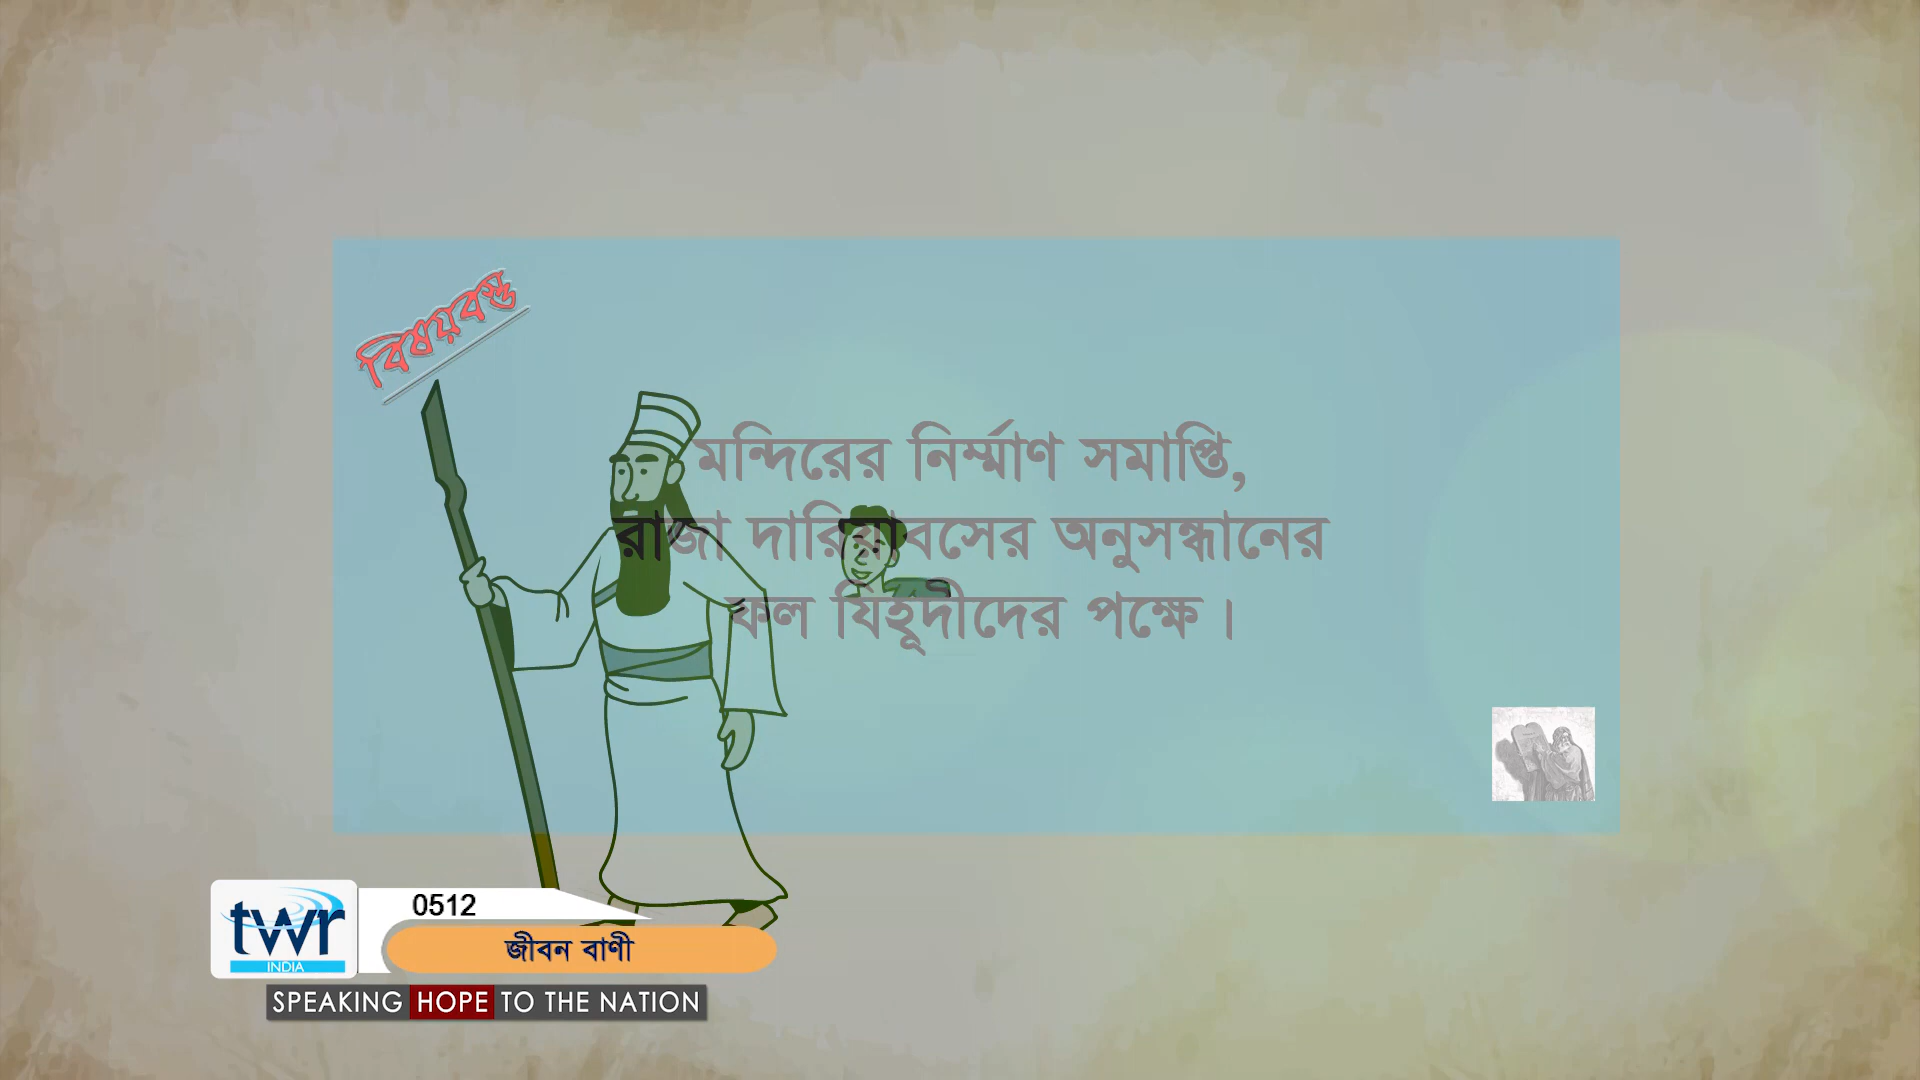 বিষয়বস্তু
মন্দিরের নির্ম্মাণ সমাপ্তি,
রাজা দারিয়াবসের অনুসন্ধানের
ফল যিহূদীদের পক্ষে।
twr
INDIA
0512
জীবন বাণী
SPEAKING HOPE TO THE NATION